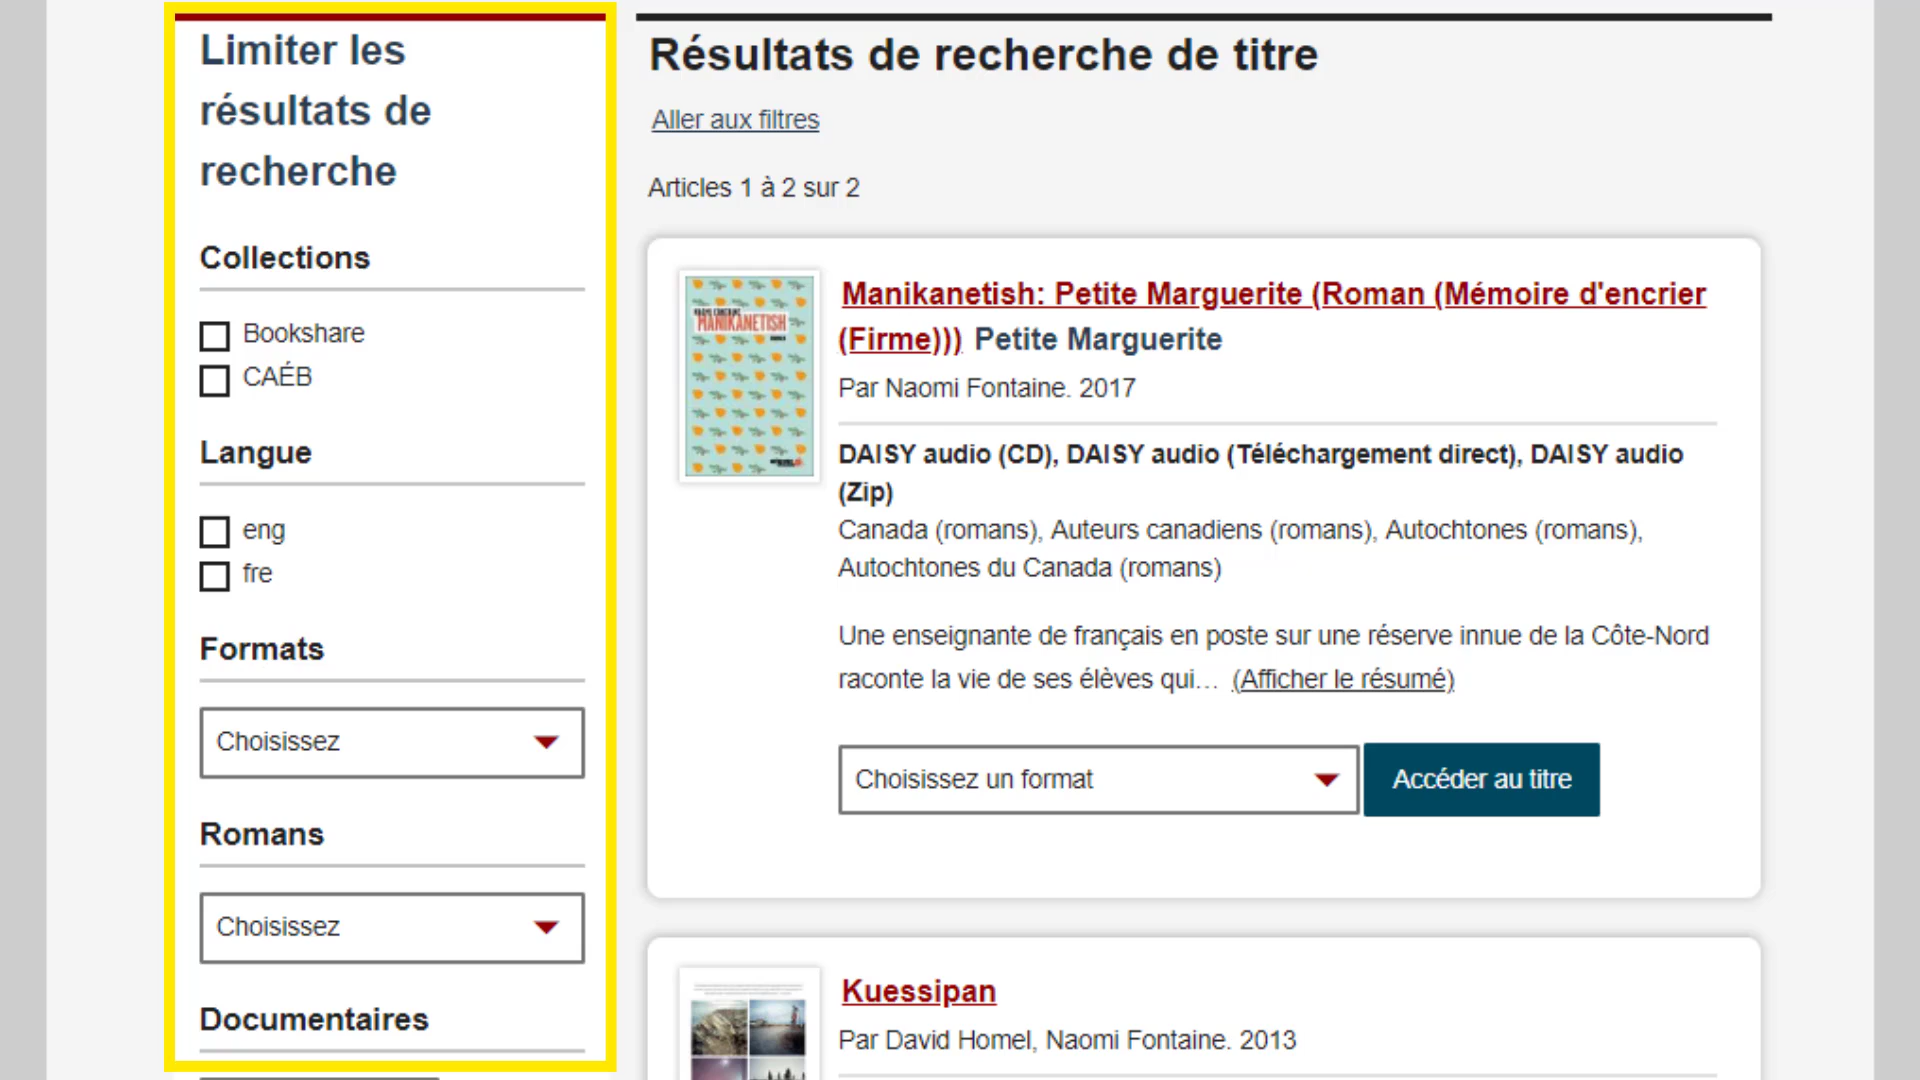 Limiter les
résultats de
recherche
Collections
Bookshare
CAÉB
Langue
eng
fre
Formats
Choisissez
Romans
Choisissez
Documentaires
Résultats de recherche de titre
Aller aux filtres
Articles 1 à 2 sur 2
MANIKANETISH
Manikanetish: Petite Marguerite (Roman (Mémoire d'encrier
(Firme))) Petite Marguerite
Par Naomi Fontaine. 2017
DAISY audio (CD), DAISY audio (Téléchargement direct), DAISY audio
(Zip)
Canada (romans), Auteurs canadiens (romans), Autochtones (romans),
Autochtones du Canada (romans)
Une enseignante de français en poste sur une réserve innue de la Côte-Nord
raconte la vie de ses élèves qui… (Afficher le résumé)
Choisissez un format
Accéder au titre
Kuessipan
Par David Homel, Naomi Fontaine. 2013